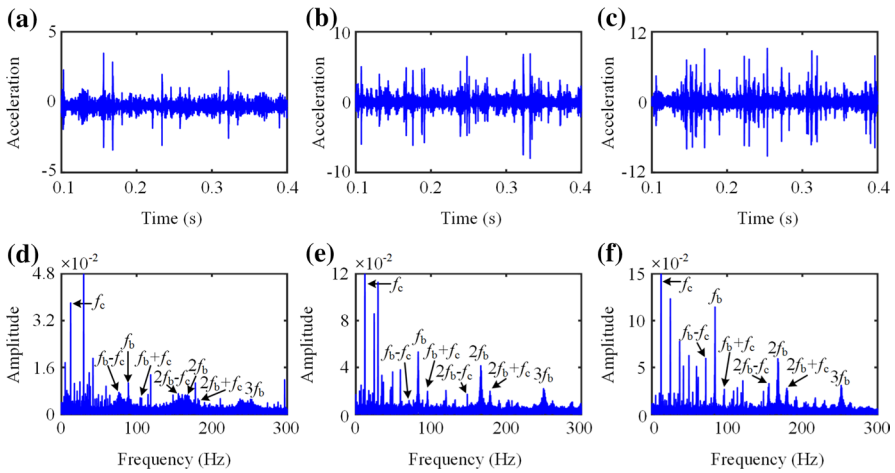 (a)
5
0
-5
Acceleration
0.1 0.2 0.3 0.4
Time (s)
(b)
10
0
-10
Acceleration
0.1 0.2 0.3 0.4
Time (s)
(c)
12
0
-12
Acceleration
0.1 0.2 0.3 0.4
Time (s)
(d)
×10⁻²
4.8
3.2
1.6
0
Amplitude
fc
fb-fc
fb
fb+fc
2fb-fc
2fb
2fb+fc
3fb
0 100 200 300
Frequency (Hz)
(e)
×10⁻²
12
8
4
0
Amplitude
fc
fb-fc
fb
fb+fc
2fb-fc
2fb
2fb+fc
3fb
0 100 200 300
Frequency (Hz)
(f)
×10⁻²
15
10
5
0
Amplitude
fc
fb-fc
fb
fb+fc
2fb-fc
2fb
2fb+fc
3fb
0 100 200 300
Frequency (Hz)